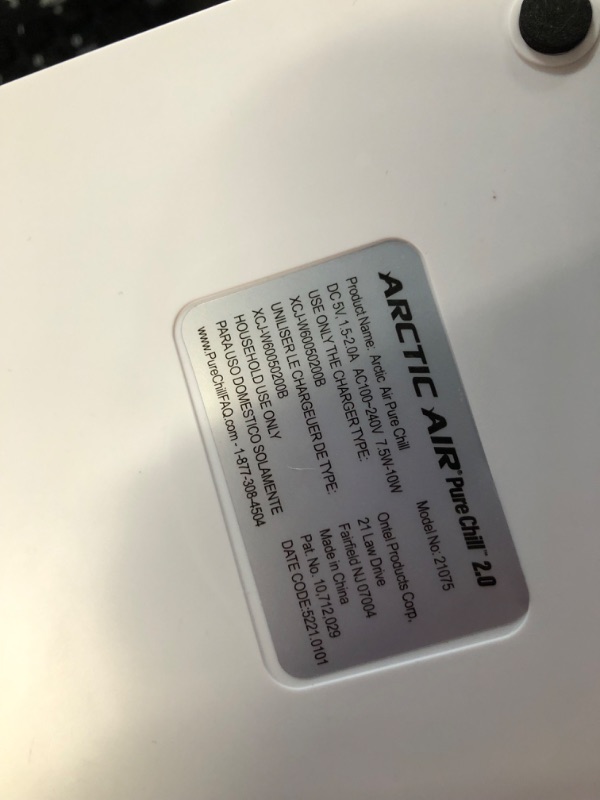 ARCTIC AIR® Pure Chill™ 2.0
Product Name: Arctic Air Pure Chill
Model No: 21075
DC 5V, 1.5-2.0A AC100~240V 7.5W-10W
USE ONLY THE CHARGER TYPE:
XCJ-W60050200B
UNILISER LE CHARGEUER DE TYPE:
XCJ-W60050200B
HOUSEHOLD USE ONLY
PARA USO DOMESTICO SOLAMENTE
www.PureChillFAQ.com - 1-877-308-4504
Ontel Products Corp.
21 Law Drive
Fairfield NJ 07004
Made in China
Pat. No. 10,712,029
DATE CODE:5221.0101